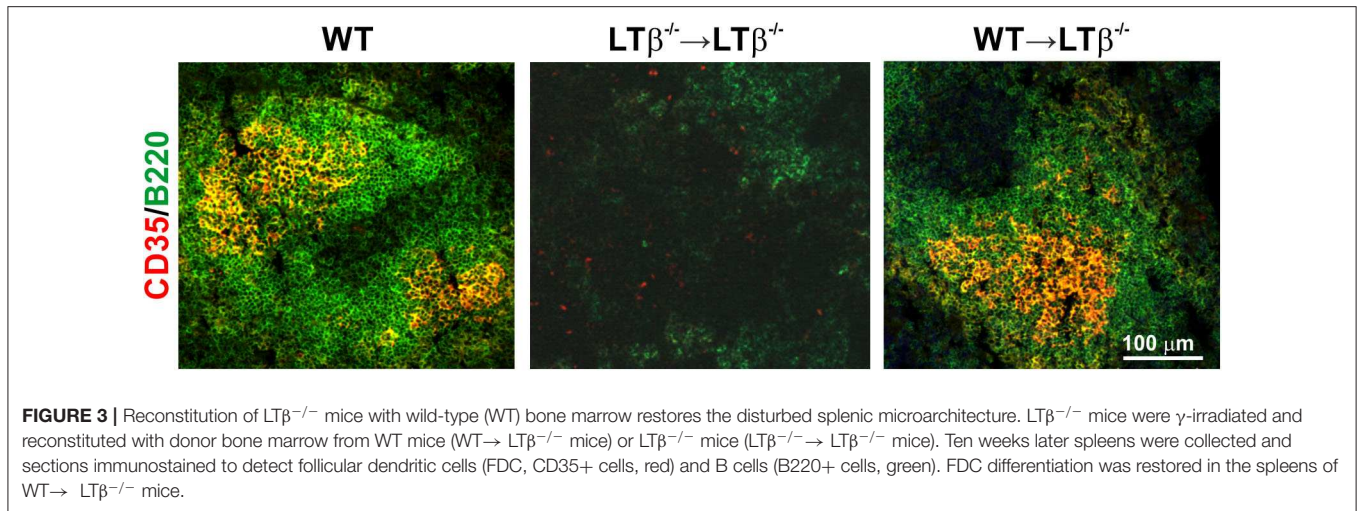 WT
LTβ-/-→LTβ-/-
WT→LTβ-/-
CD35/B220
100 μm
FIGURE 3 | Reconstitution of LTβ−/− mice with wild-type (WT) bone marrow restores the disturbed splenic microarchitecture. LTβ−/− mice were γ-irradiated and
reconstituted with donor bone marrow from WT mice (WT→ LTβ−/− mice) or LTβ−/− mice (LTβ−/−→ LTβ−/− mice). Ten weeks later spleens were collected and
sections immunostained to detect follicular dendritic cells (FDC, CD35+ cells, red) and B cells (B220+ cells, green). FDC differentiation was restored in the spleens of
WT→ LTβ−/− mice.